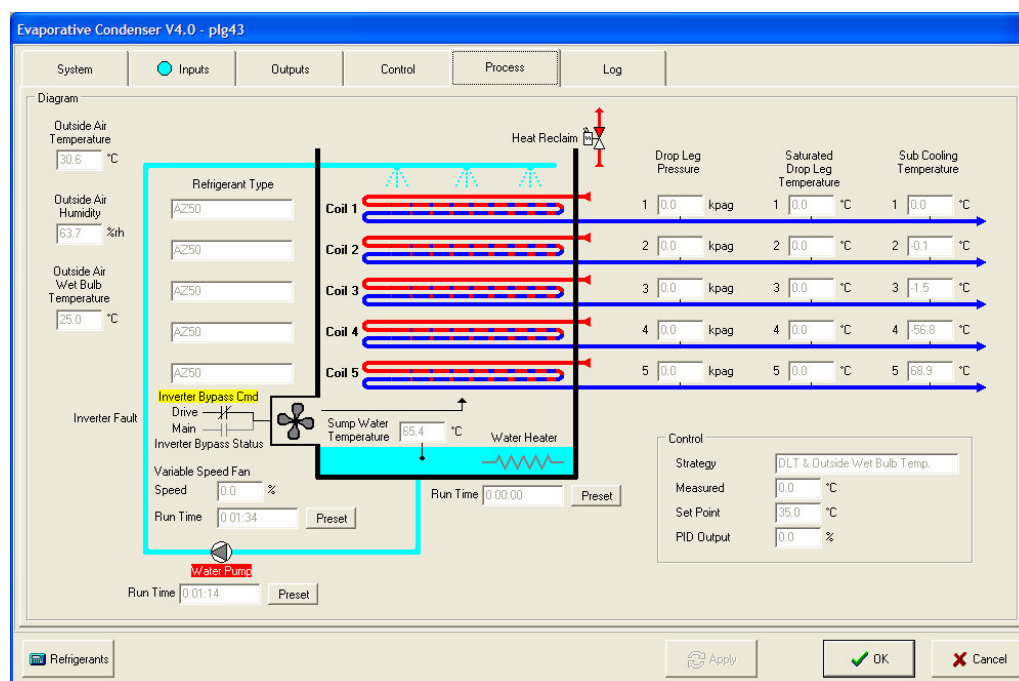 Evaporative Condenser V4.0 - plg43
System Inputs Outputs Control Process Log
Diagram
Outside Air
Temperature
30.6 °C
Outside Air
Humidity
63.7 %rh
Outside Air
Wet Bulb
Temperature
25.0 °C
Refrigerant Type
AZ50
AZ50
AZ50
AZ50
AZ50
Heat Reclaim
Coil 1
Coil 2
Coil 3
Coil 4
Coil 5
Drop Leg
Pressure
1 0.0 kpag
2 0.0 kpag
3 0.0 kpag
4 0.0 kpag
5 0.0 kpag
Saturated
Drop Leg
Temperature
1 0.0 °C
2 0.0 °C
3 0.0 °C
4 0.0 °C
5 0.0 °C
Sub Cooling
Temperature
1 0.0 °C
2 -0.1 °C
3 -1.5 °C
4 -56.8 °C
5 68.9 °C
Inverter Fault
Inverter Bypass Cmd
Drive
Main
Inverter Bypass Status
Sump Water
Temperature 65.4 °C
Water Heater
Run Time 0 00:00 Preset
Variable Speed Fan
Speed 0.0 %
Run Time 0 01:34 Preset
Water Pump
Run Time 0 01:14 Preset
Control
Strategy DLT & Outside Wet Bulb Temp.
Measured 0.0 °C
Set Point 35.0 °C
PID Output 0.0 %
Refrigerants Apply OK Cancel